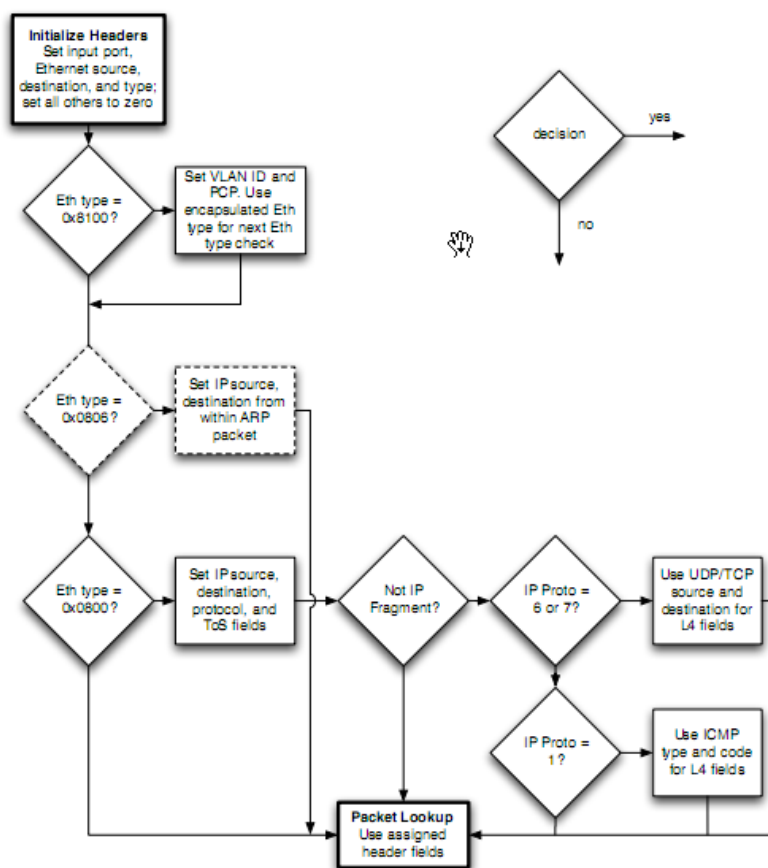 Initialize Headers
Set input port,
Ethernet source,
destination, and type;
set all others to zero
decision
yes
no
Eth type =
0x8100?
Set VLAN ID and
PCP. Use
encapsulated Eth
type for next Eth
type check
Eth type =
0x0806?
Set IP source,
destination from
within ARP
packet
Eth type =
0x0800?
Set IP source,
destination,
protocol, and
ToS fields
Not IP
Fragment?
IP Proto =
6 or 7?
Use UDP/TCP
source and
destination for
L4 fields
IP Proto =
1?
Use ICMP
type and code
for L4 fields
Packet Lookup
Use assigned
header fields